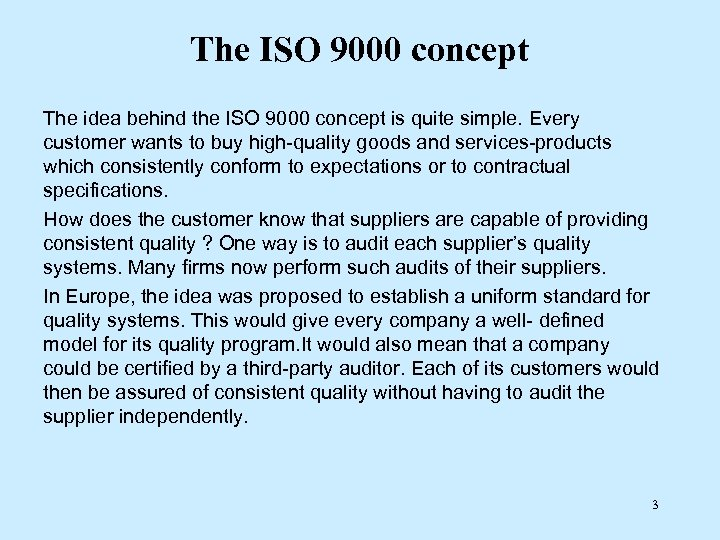 The ISO 9000 concept
The idea behind the ISO 9000 concept is quite simple. Every
customer wants to buy high-quality goods and services-products
which consistently conform to expectations or to contractual
specifications.
How does the customer know that suppliers are capable of providing
consistent quality ? One way is to audit each supplier’s quality
systems. Many firms now perform such audits of their suppliers.
In Europe, the idea was proposed to establish a uniform standard for
quality systems. This would give every company a well- defined
model for its quality program.It would also mean that a company
could be certified by a third-party auditor. Each of its customers would
then be assured of consistent quality without having to audit the
supplier independently.
3